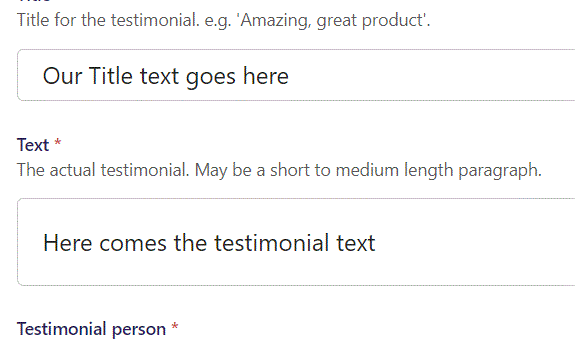 Title for the testimonial. e.g. 'Amazing, great product'.
Our Title text goes here
Text *
The actual testimonial. May be a short to medium length paragraph.
Here comes the testimonial text
Testimonial person *